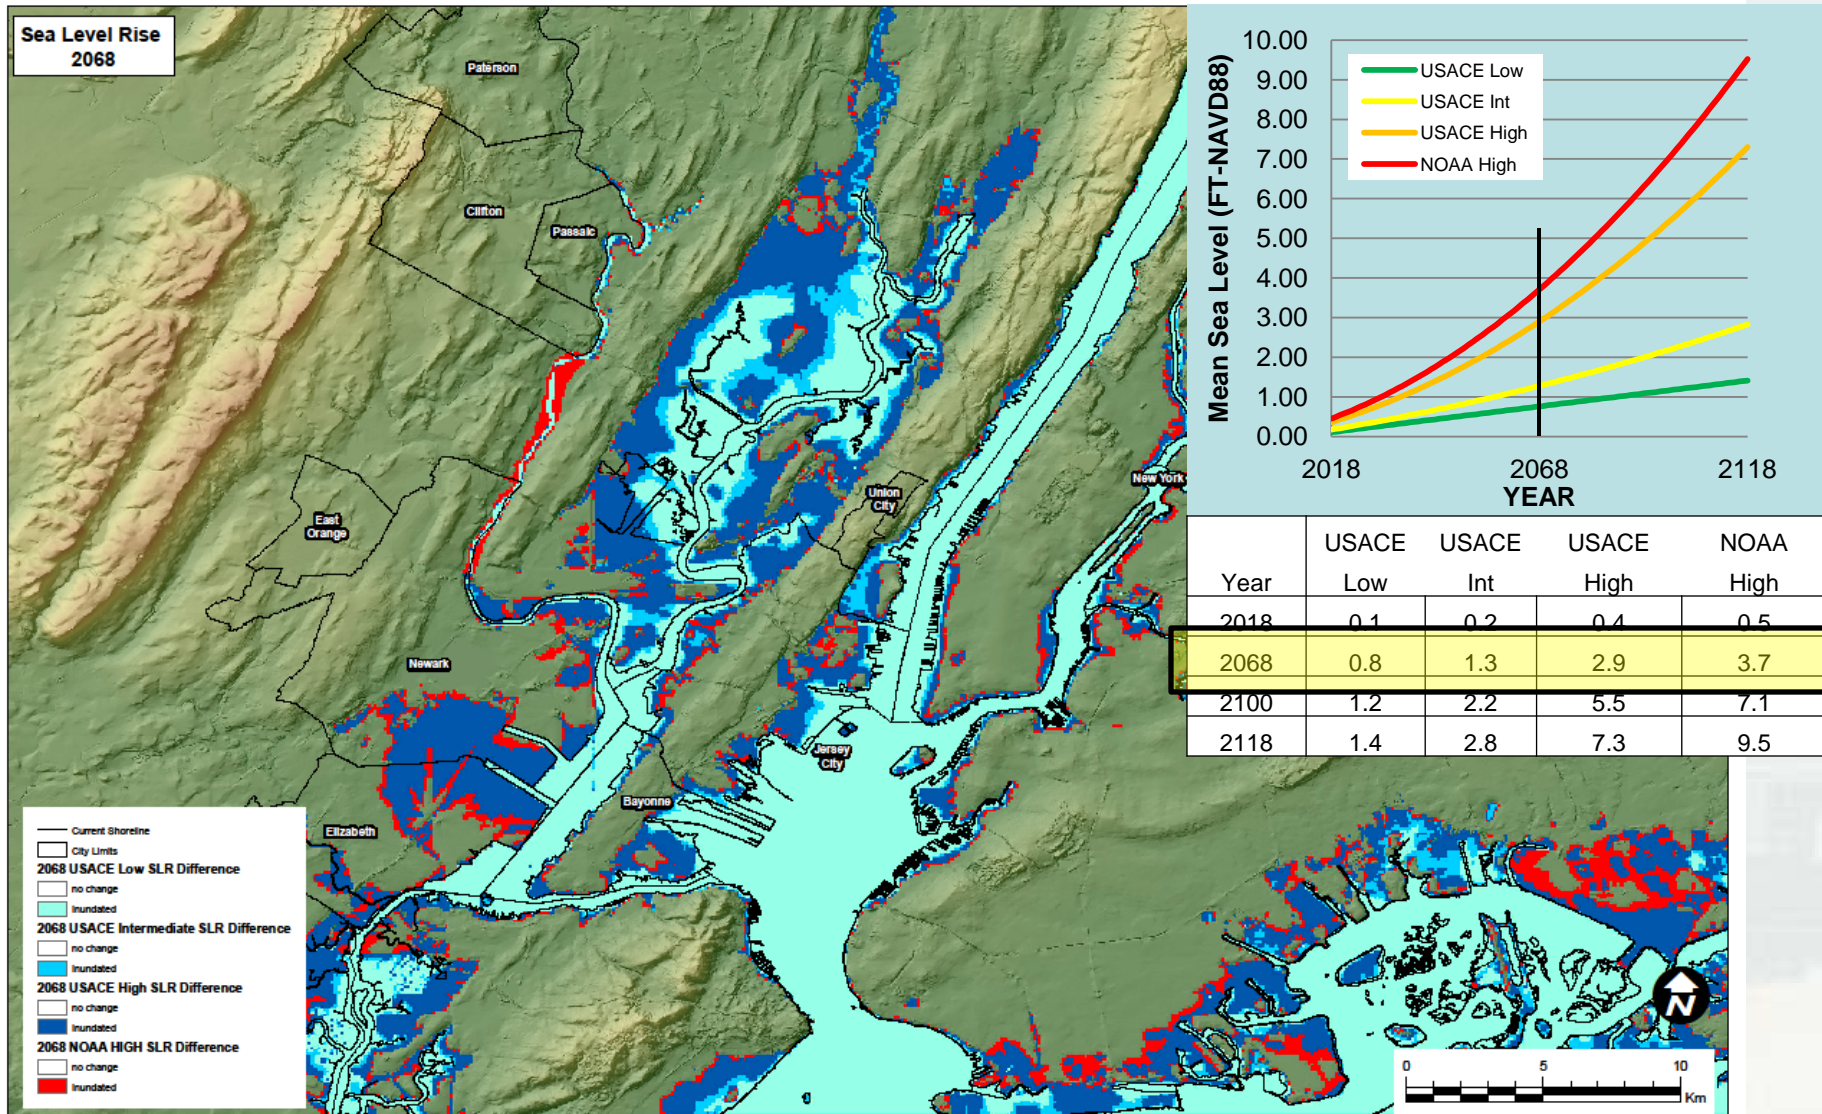 Sea Level Rise
2068
Paterson
Clifton
Passaic
East
Orange
Newark
Elizabeth
Bayonne
Jersey
City
Union
City
New York
Current Shoreline
City Limits
2068 USACE Low SLR Difference
no change
Inundated
2068 USACE Intermediate SLR Difference
no change
Inundated
2068 USACE High SLR Difference
no change
Inundated
2068 NOAA HIGH SLR Difference
no change
Inundated
Mean Sea Level (FT-NAVD88)
10.00
9.00
8.00
7.00
6.00
5.00
4.00
3.00
2.00
1.00
0.00
USACE Low
USACE Int
USACE High
NOAA High
2018 2068 2118
YEAR
USACE USACE USACE NOAA
Year Low Int High High
2018 0.1 0.2 0.4 0.5
2068 0.8 1.3 2.9 3.7
2100 1.2 2.2 5.5 7.1
2118 1.4 2.8 7.3 9.5
N
0 5 10
Km